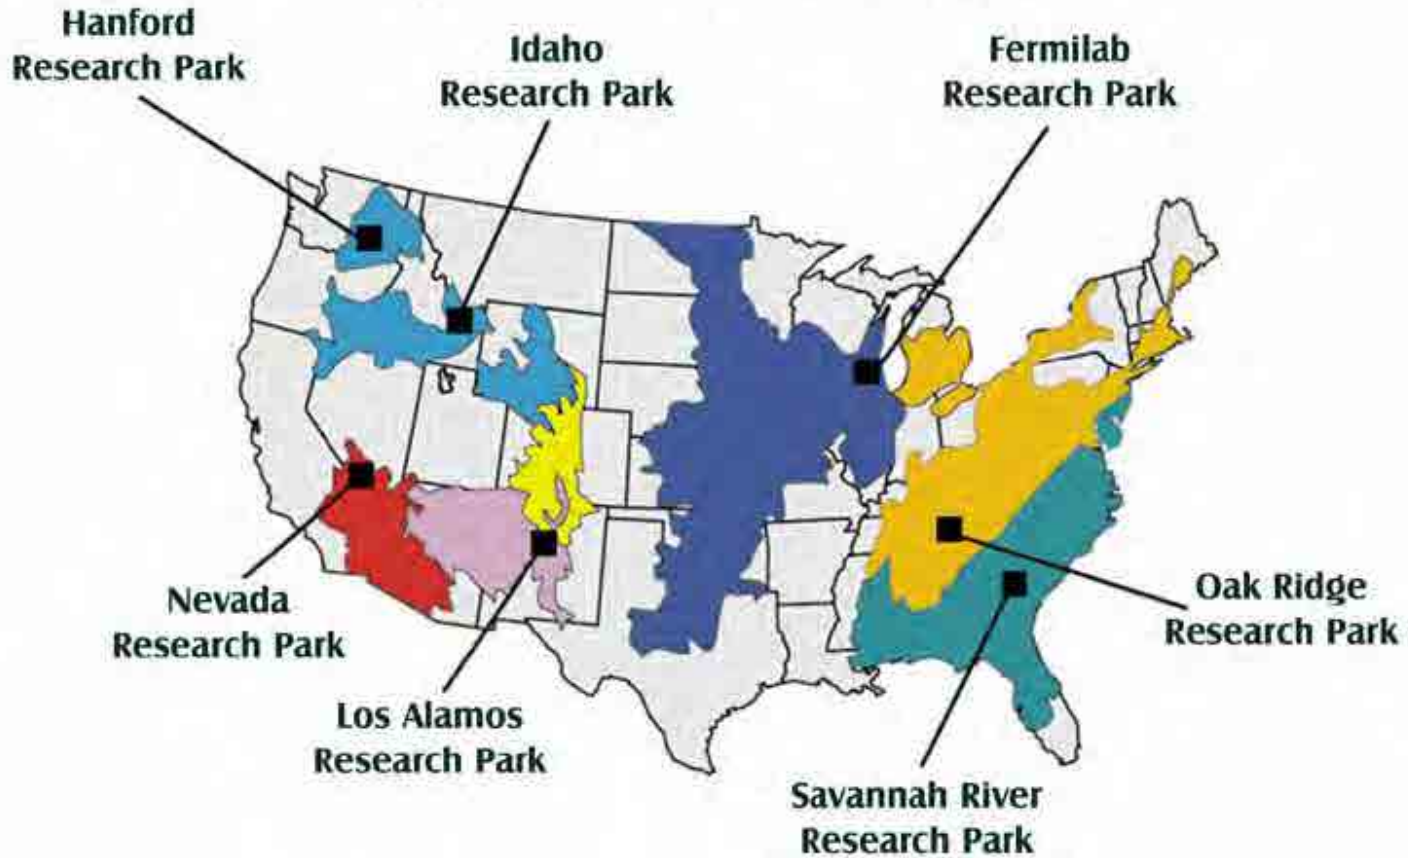 Hanford
Research Park
Idaho
Research Park
Fermilab
Research Park
Nevada
Research Park
Los Alamos
Research Park
Oak Ridge
Research Park
Savannah River
Research Park